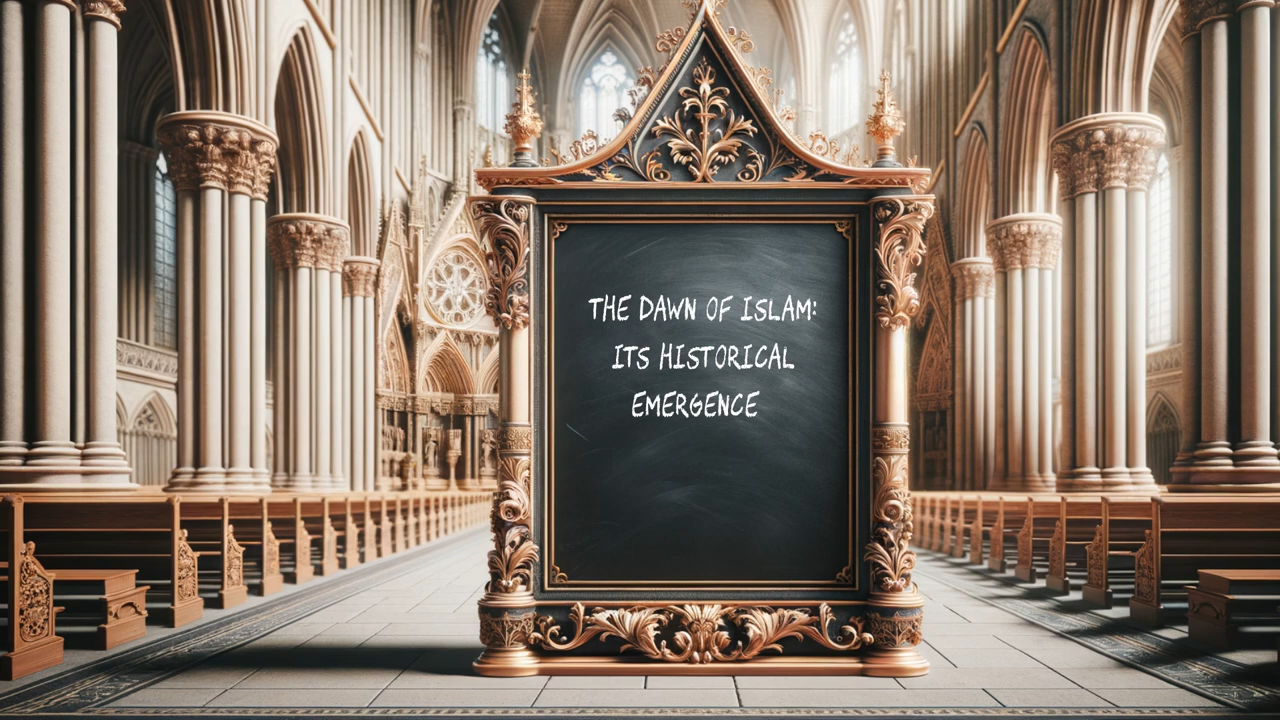 THE DAWN OF ISLAM:
ITS HISTORICAL
EMERGENCE